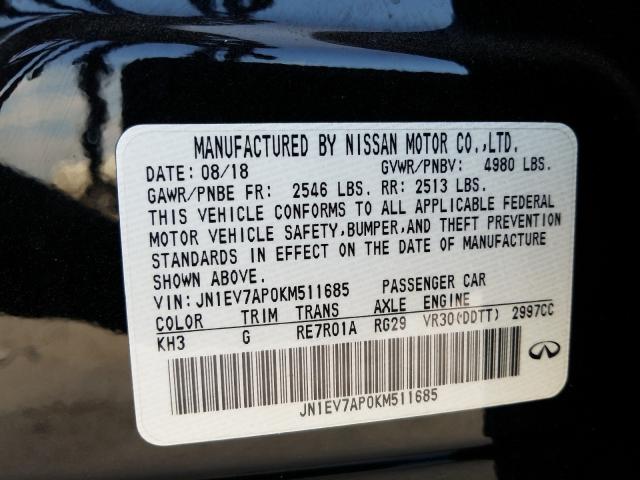 MANUFACTURED BY NISSAN MOTOR CO.,LTD.
DATE: 08/18 GVWR/PNBV: 4980 LBS.
GAWR/PNBE FR: 2546 LBS. RR: 2513 LBS.
THIS VEHICLE CONFORMS TO ALL APPLICABLE FEDERAL
MOTOR VEHICLE SAFETY,BUMPER,AND THEFT PREVENTION
STANDARDS IN EFFECT ON THE DATE OF MANUFACTURE
SHOWN ABOVE.
VIN: JN1EV7AP0KM511685 PASSENGER CAR
COLOR TRIM TRANS AXLE ENGINE
KH3 G RE7R01A RG29 VR30(DDTT) 2997CC
JN1EV7AP0KM511685